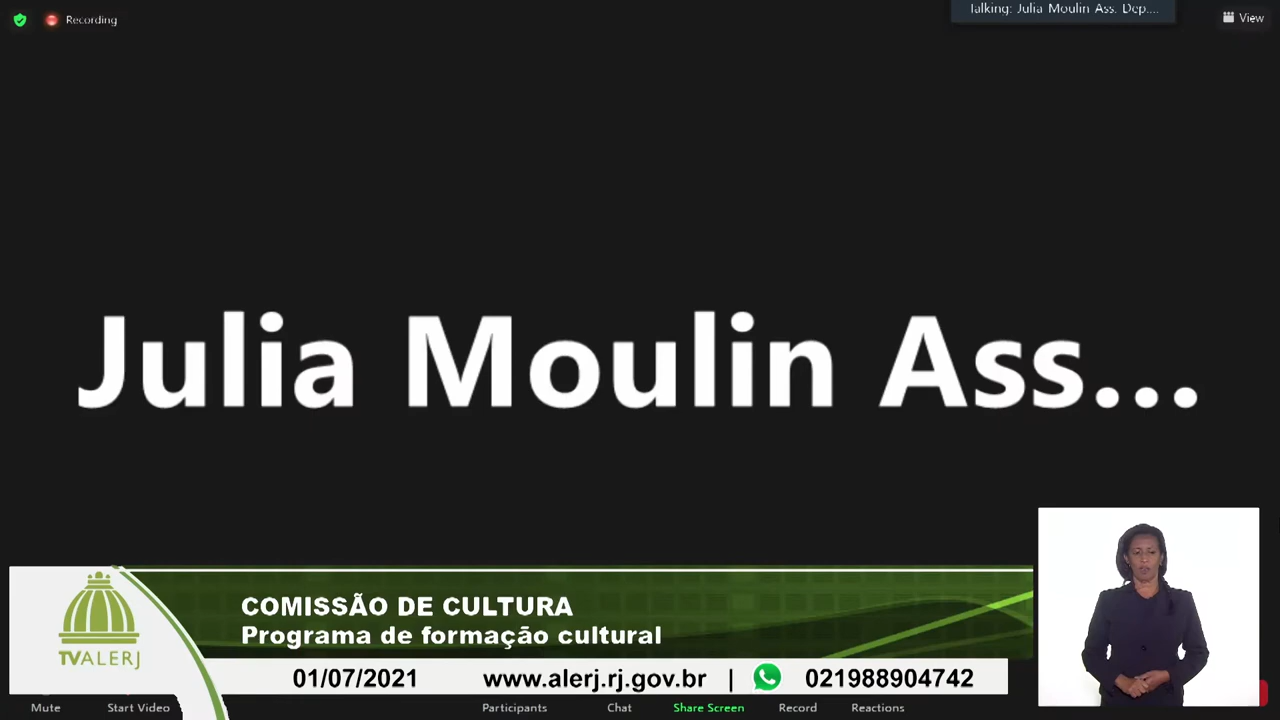 Recording
Talking: Julia Moulin Ass. Dep....
View
Julia Moulin Ass...
COMISSÃO DE CULTURA
Programa de formação cultural
TVALERJ
01/07/2021 www.alerj.rj.gov.br | 021988904742
Mute Start Video Participants Chat Share Screen Record Reactions